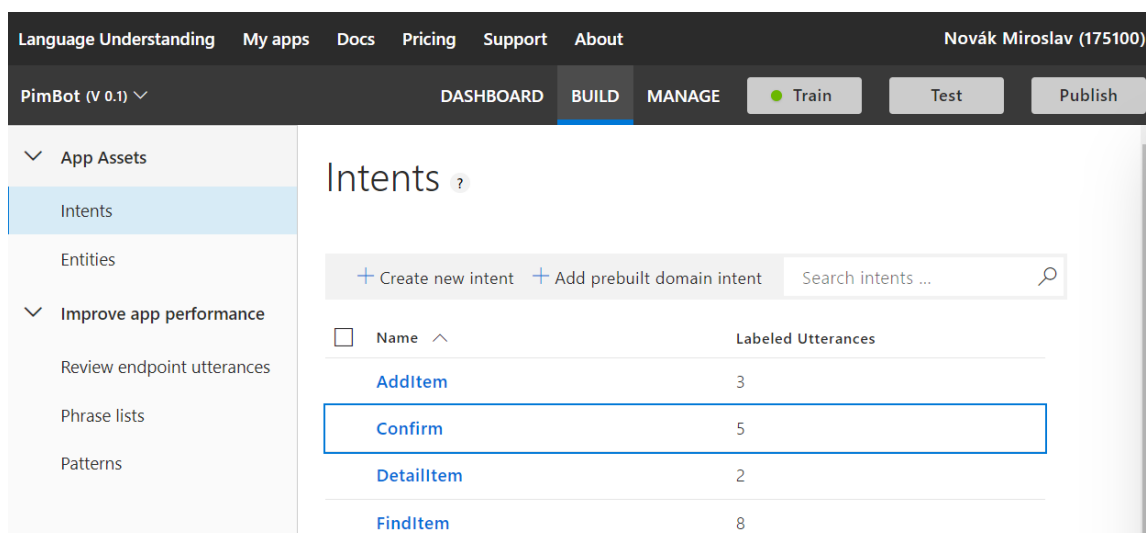 Language Understanding My apps Docs Pricing Support About Novák Miroslav (175100)
PimBot (V 0.1) DASHBOARD BUILD MANAGE Train Test Publish
App Assets
Intents
Entities
Improve app performance
Review endpoint utterances
Phrase lists
Patterns
Intents ?
+ Create new intent + Add prebuilt domain intent Search intents ...
Name Labeled Utterances
AddItem 3
Confirm 5
DetailItem 2
FindItem 8